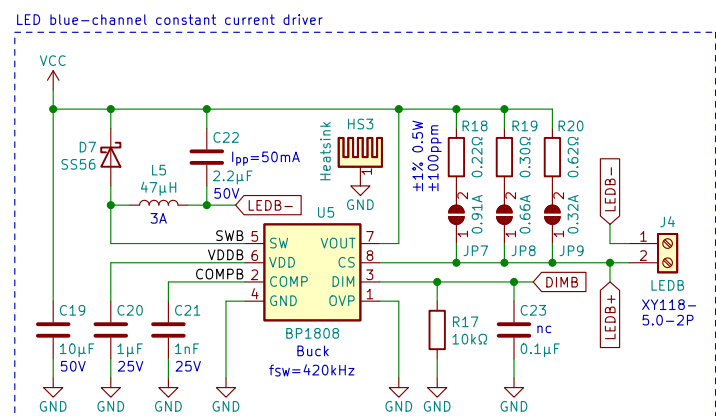 LED blue-channel constant current driver
VCC
D7
SS56
C22
Ipp=50mA
2.2µF
50V
L5
47µH
3A
LEDB-
Heatsink
HS3
1
GND
±1% 0.5W
±100ppm
R18
0.22Ω
R19
0.30Ω
R20
0.62Ω
2
0.91A
1
JP7
2
0.66A
1
JP8
2
0.32A
1
JP9
LEDB-
J4
1
2
LEDB
XY118-
5.0-2P
LEDB+
U5
SWB 5 SW VOUT 7
VDDB 6 VDD CS 8
COMPB 2 COMP DIM 3
4 GND OVP 1
BP1808
Buck
fsw=420kHz
DIMB
C19
10µF
50V
C20
1µF
25V
C21
1nF
25V
R17
10kΩ
C23
nc
0.1µF
GND
GND
GND
GND
GND
GND
GND